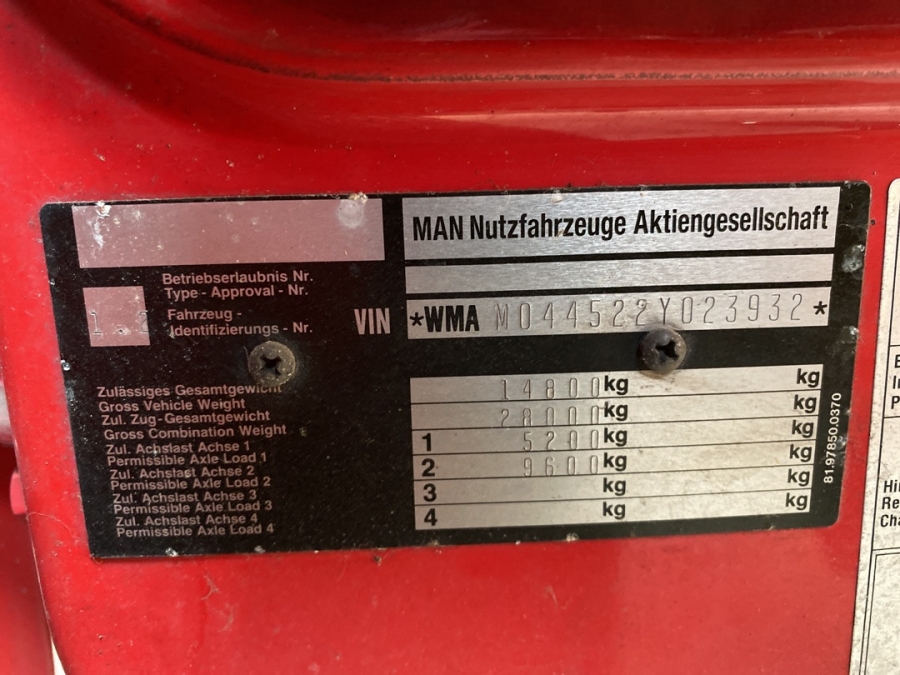 MAN Nutzfahrzeuge Aktiengesellschaft
Betriebserlaubnis Nr.
Type - Approval - Nr.
Fahrzeug -
Identifizierungs - Nr.
VIN *WMA M044522Y023932*
Zulässiges Gesamtgewicht 14800 kg kg
Gross Vehicle Weight
Zul. Zug-Gesamtgewicht 28000 kg kg
Gross Combination Weight
Zul. Achslast Achse 1 1 5200 kg kg
Permissible Axle Load 1
Zul. Achslast Achse 2 2 9600 kg kg
Permissible Axle Load 2
Zul. Achslast Achse 3 3 kg kg
Permissible Axle Load 3
Zul. Achslast Achse 4 4 kg kg
Permissible Axle Load 4
81.97850.0370